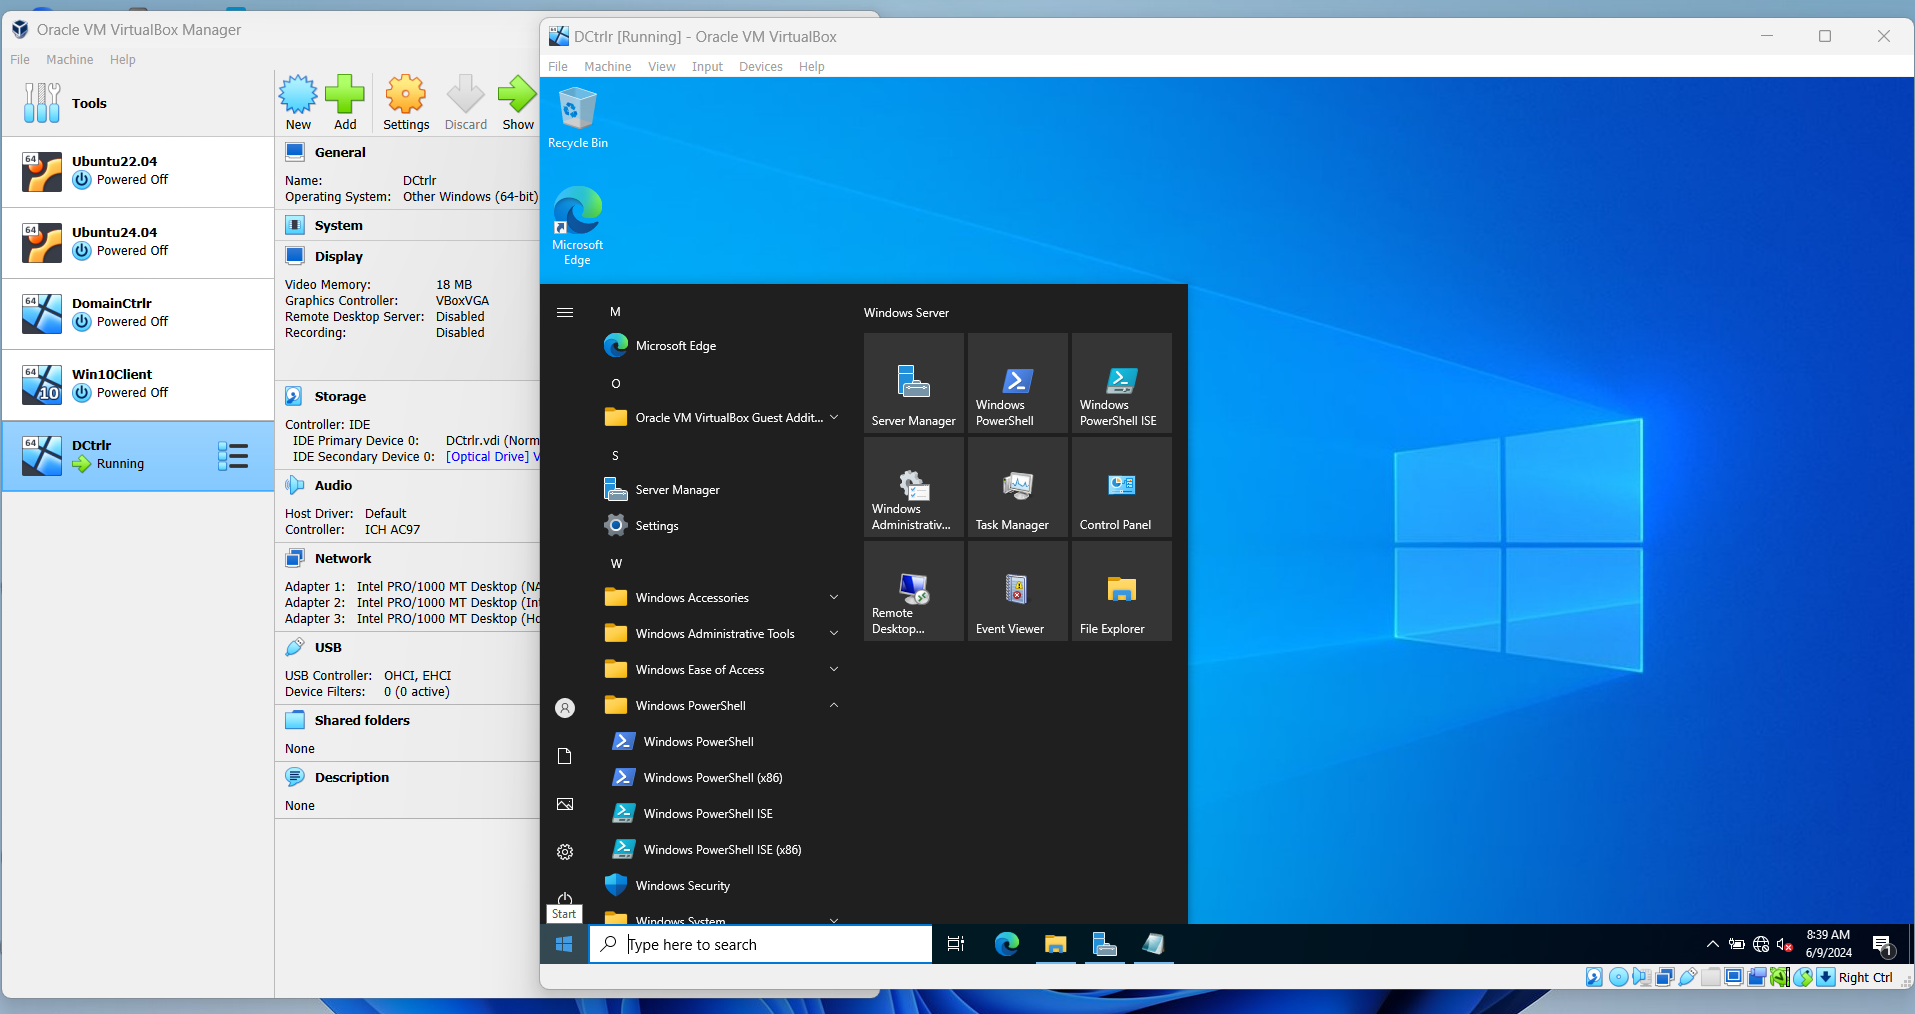 Oracle VM VirtualBox Manager
File Machine Help
Tools
New Add Settings Discard Show
64 Ubuntu22.04
Powered Off
64 Ubuntu24.04
Powered Off
64 DomainCtrlr
Powered Off
64 10 Win10Client
Powered Off
64 DCtrlr
Running
General
Name: DCtrlr
Operating System: Other Windows (64-bit)
System
Display
Video Memory: 18 MB
Graphics Controller: VBoxVGA
Remote Desktop Server: Disabled
Recording: Disabled
Storage
Controller: IDE
IDE Primary Device 0: DCtrlr.vdi (Norm
IDE Secondary Device 0: [Optical Drive] V
Audio
Host Driver: Default
Controller: ICH AC97
Network
Adapter 1: Intel PRO/1000 MT Desktop (NA
Adapter 2: Intel PRO/1000 MT Desktop (Int
Adapter 3: Intel PRO/1000 MT Desktop (Ho
USB
USB Controller: OHCI, EHCI
Device Filters: 0 (0 active)
Shared folders
None
Description
None
DCtrlr [Running] - Oracle VM VirtualBox
File Machine View Input Devices Help
Recycle Bin
Microsoft
Edge
M
Microsoft Edge
O
Oracle VM VirtualBox Guest Addit...
S
Server Manager
Settings
W
Windows Accessories
Windows Administrative Tools
Windows Ease of Access
Windows PowerShell
Windows PowerShell
Windows PowerShell (x86)
Windows PowerShell ISE
Windows PowerShell ISE (x86)
Windows Security
Windows System
Windows Server
Server Manager
Windows
PowerShell
Windows
PowerShell ISE
Windows
Administrativ...
Task Manager
Control Panel
Remote
Desktop...
Event Viewer
File Explorer
Start
Type here to search
8:39 AM
6/9/2024
1
Right Ctrl